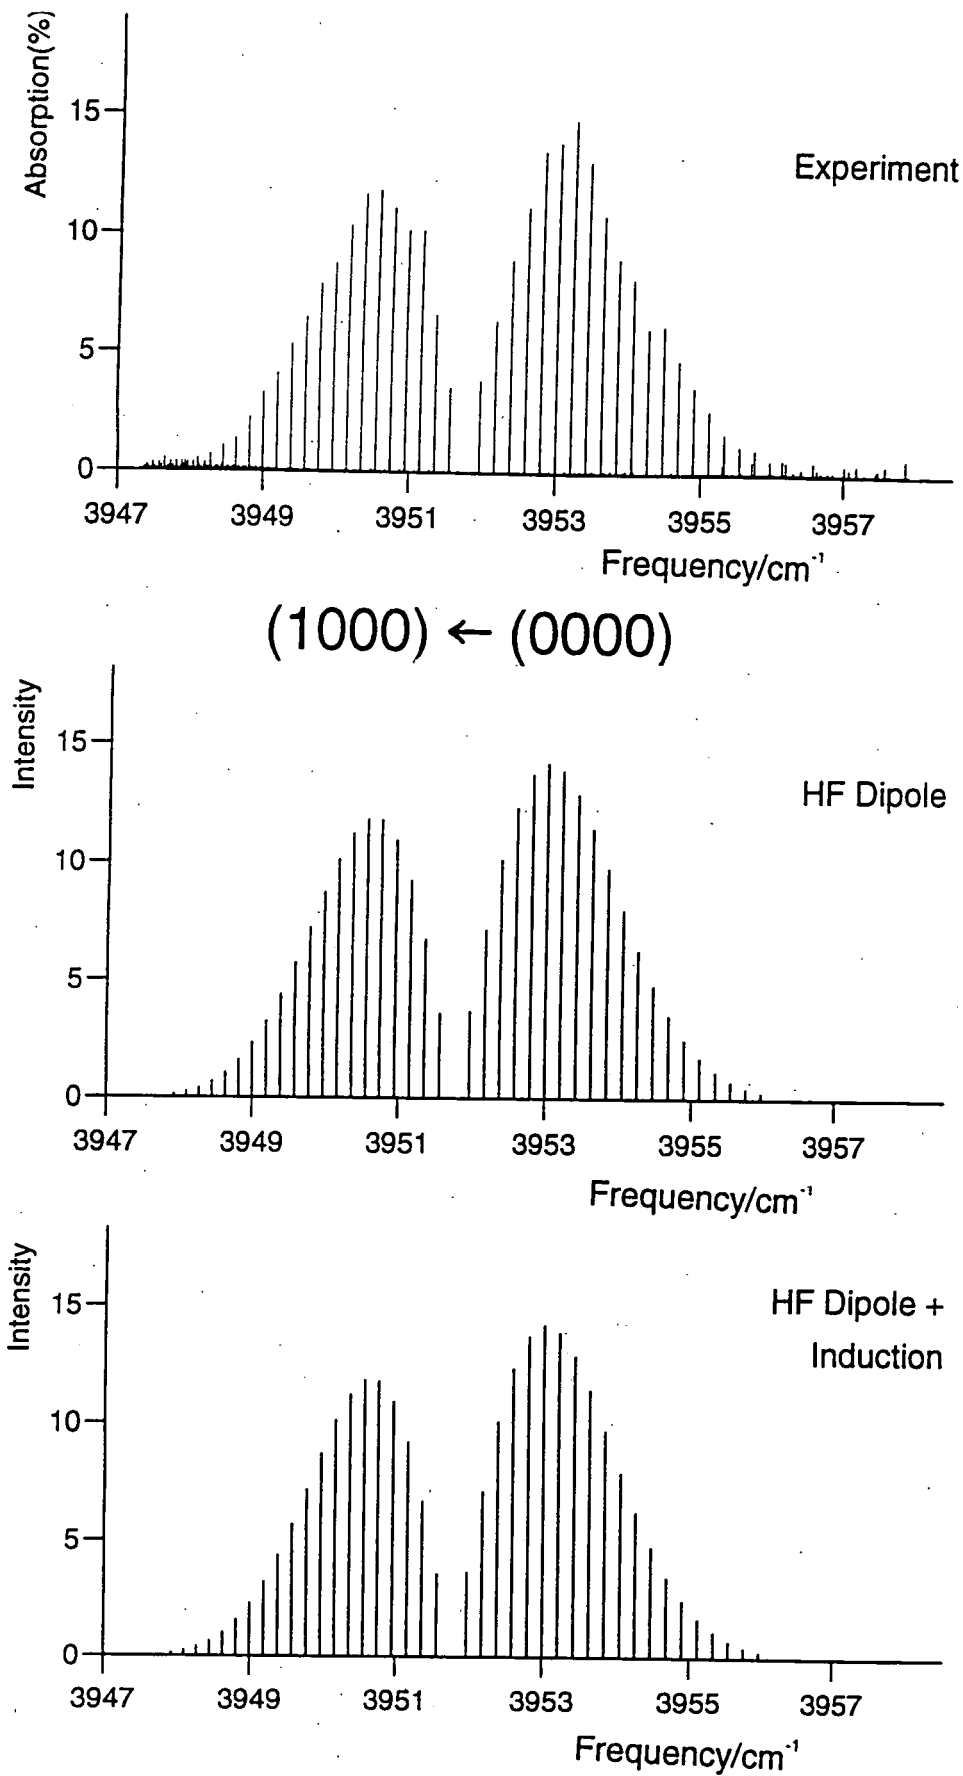 Absorption(%)
15
10
5
0
Experiment
3947 3949 3951 3953 3955 3957
Frequency/cm⁻¹
(1000) ← (0000)
Intensity
15
10
5
0
HF Dipole
3947 3949 3951 3953 3955 3957
Frequency/cm⁻¹
Intensity
15
10
5
0
HF Dipole +
Induction
3947 3949 3951 3953 3955 3957
Frequency/cm⁻¹